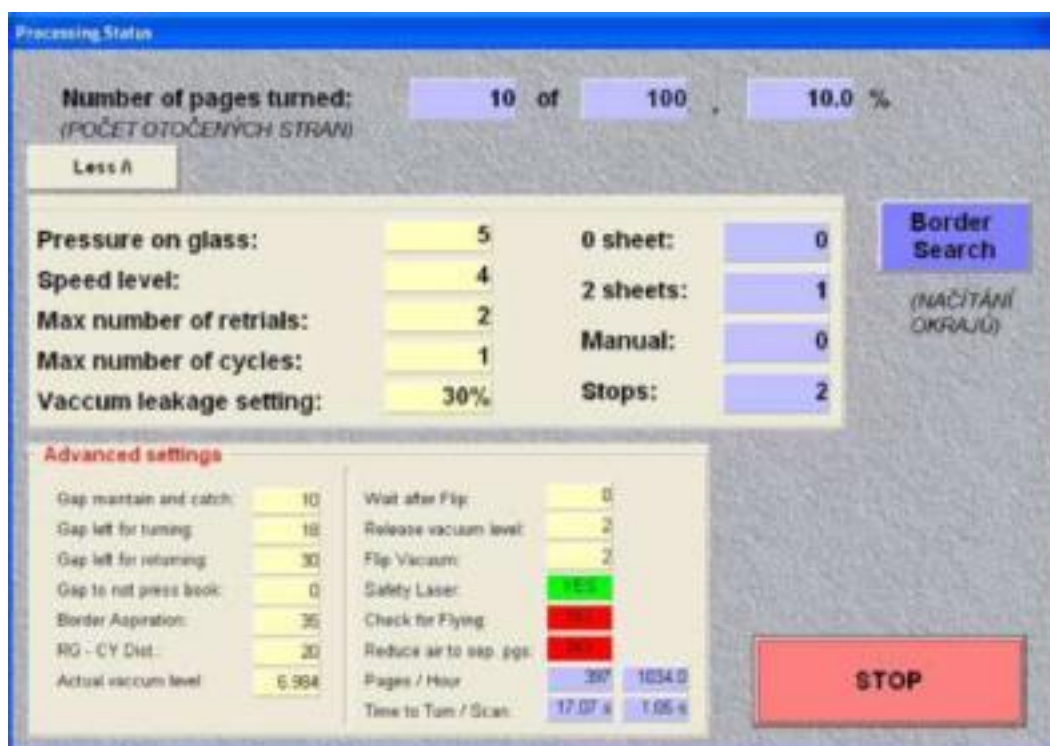 Processing Status
Number of pages turned: 10 of 100 , 10.0 %
(POČET OTOČENÝCH STRAN)
Less
Pressure on glass: 5
Speed level: 4
Max number of retrials: 2
Max number of cycles: 1
Vaccum leakage setting: 30%
0 sheet: 0
2 sheets: 1
Manual: 0
Stops: 2
Border
Search
(NAČÍTÁNÍ
OKRAJŮ)
Advanced settings
Gap maintain and catch: 10
Gap left for turning 18
Gap left for returning 30
Gap to not press book: 0
Border Aspiration: 35
RG - CY Dist.: 20
Actual vaccum level 6.984
Wait after Flip: 0
Release vacuum level: 2
Flip Vacuum: 2
Safety Laser: YES
Check for Flying
Reduce air to sep. pgs:
Pages / Hour 397 1034.0
Time to Turn / Scan: 17.07 s 1.05 s
STOP